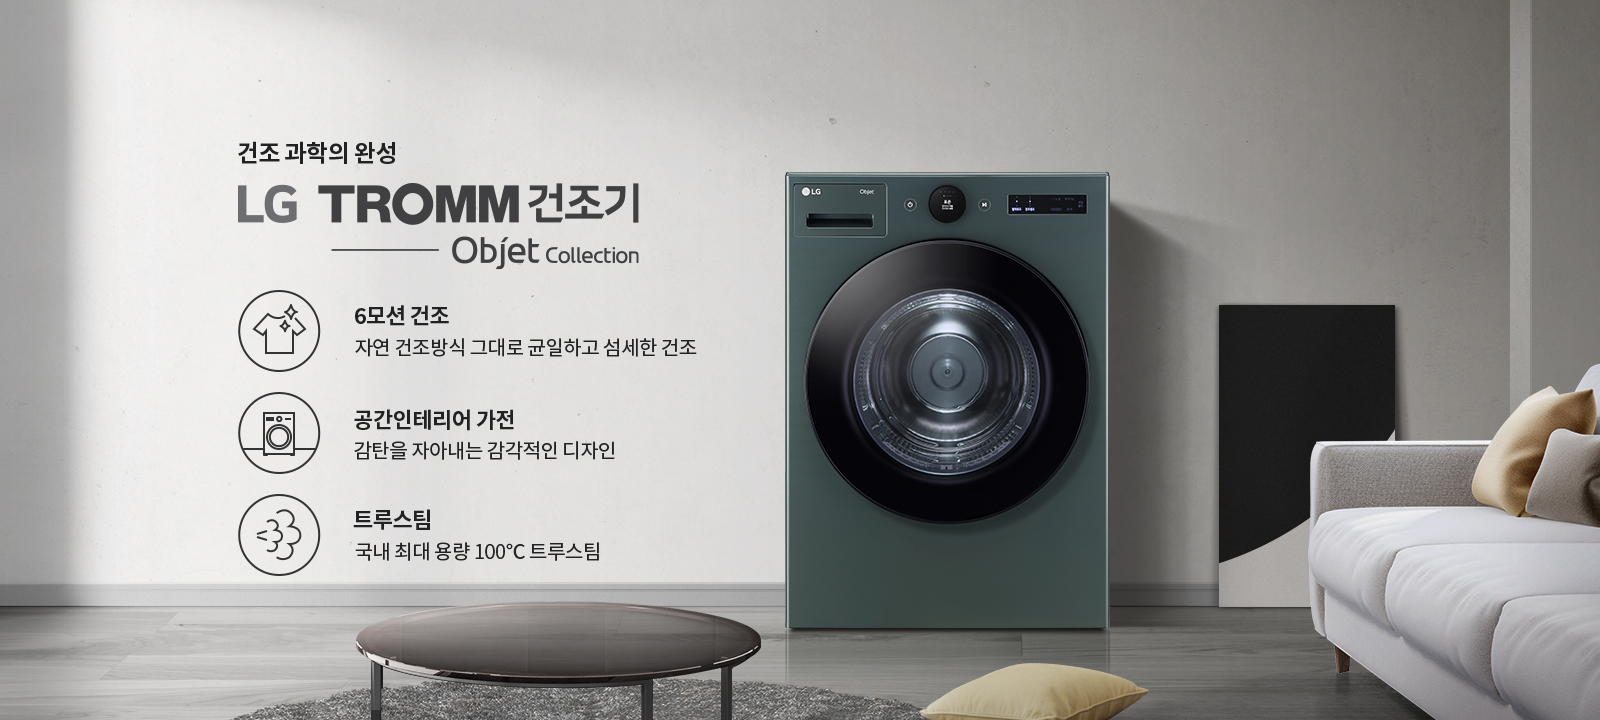 건조 과학의 완성
LG TROMM 건조기
Objet Collection
6모션 건조
자연 건조방식 그대로 균일하고 섬세한 건조
공간인테리어 가전
감탄을 자아내는 감각적인 디자인
트루스팀
국내 최대 용량 100℃ 트루스팀
LG Objet
표준